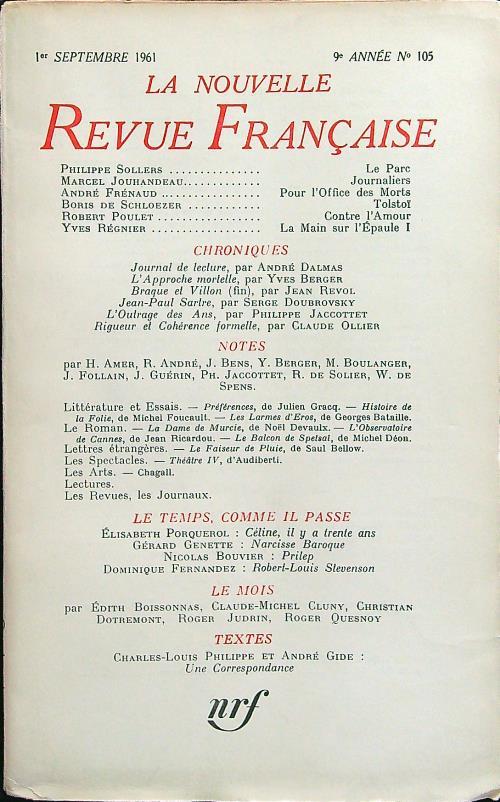 1er SEPTEMBRE 1961 9e ANNÉE No 105
LA NOUVELLE
REVUE FRANÇAISE
PHILIPPE SOLLERS ............... Le Parc
MARCEL JOUHANDEAU............ Journaliers
ANDRÉ FRÉNAUD ................ Pour l'Office des Morts
BORIS DE SCHLOEZER ............ Tolstoï
ROBERT POULET ................. Contre l'Amour
YVES RÉGNIER .................. La Main sur l'Épaule I
CHRONIQUES
Journal de lecture, par ANDRÉ DALMAS
L'Approche mortelle, par YVES BERGER
Braque et Villon (fin), par JEAN REVOL
Jean-Paul Sartre, par SERGE DOUBROVSKY
L'Outrage des Ans, par PHILIPPE JACCOTTET
Rigueur et Cohérence formelle, par CLAUDE OLLIER
NOTES
par H. AMER, R. ANDRÉ, J. BENS, Y. BERGER, M. BOULANGER,
J. FOLLAIN, J. GUÉRIN, PH. JACCOTTET, R. DE SOLIER, W. DE
SPENS.
Littérature et Essais. — Préférences, de Julien Gracq. — Histoire de
la Folie, de Michel Foucault. — Les Larmes d'Eros, de Georges Bataille.
Le Roman. — La Dame de Murcie, de Noël Devaulx. — L'Observatoire
de Cannes, de Jean Ricardou. — Le Balcon de Spetsai, de Michel Déon.
Lettres étrangères. — Le Faiseur de Pluie, de Saul Bellow.
Les Spectacles. — Théâtre IV, d'Audiberti.
Les Arts. — Chagall.
Lectures.
Les Revues, les Journaux.
LE TEMPS, COMME IL PASSE
ÉLISABETH PORQUEROL : Céline, il y a trente ans
GÉRARD GENETTE : Narcisse Baroque
NICOLAS BOUVIER : Prilep
DOMINIQUE FERNANDEZ : Robert-Louis Stevenson
LE MOIS
par ÉDITH BOISSONNAS, CLAUDE-MICHEL CLUNY, CHRISTIAN
DOTREMONT, ROGER JUDRIN, ROGER QUESNOY
TEXTES
CHARLES-LOUIS PHILIPPE ET ANDRÉ GIDE :
Une Correspondance
nrf